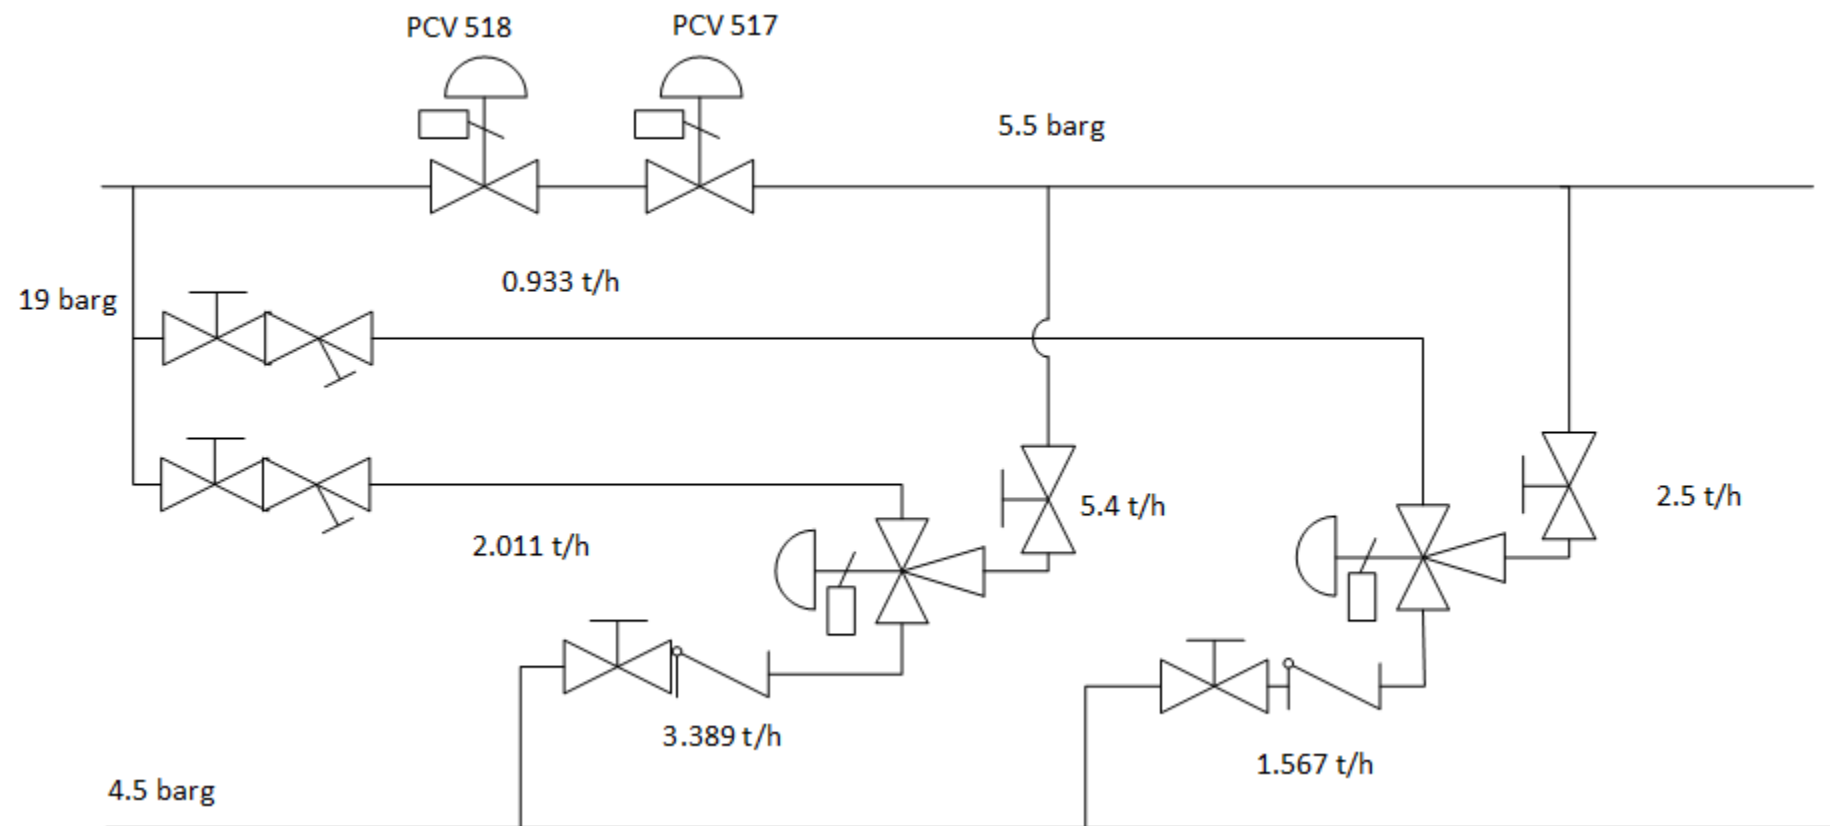 PCV 518
PCV 517
5.5 barg
0.933 t/h
19 barg
5.4 t/h
2.5 t/h
2.011 t/h
3.389 t/h
1.567 t/h
4.5 barg